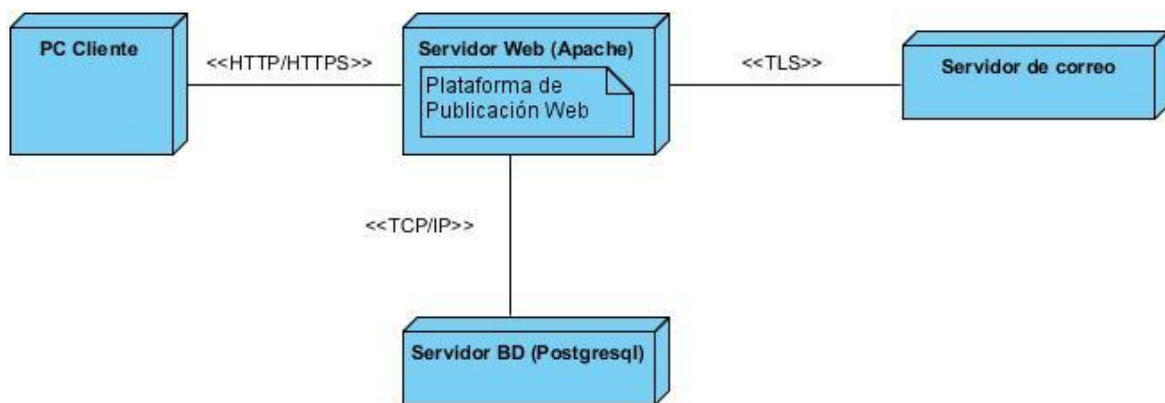 PC Cliente
<<HTTP/HTTPS>>
Servidor Web (Apache)
Plataforma de
Publicación Web
<<TLS>>
Servidor de correo
<<TCP/IP>>
Servidor BD (Postgresql)